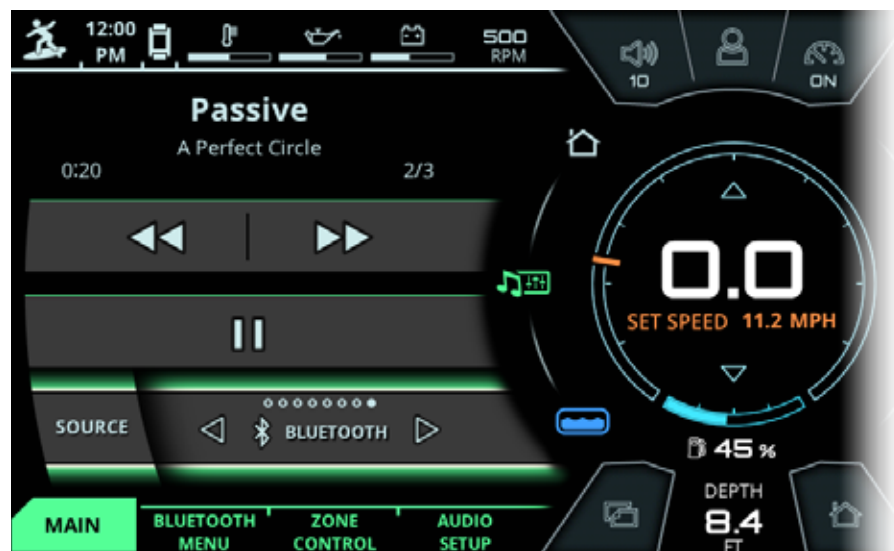 12:00
PM
500
RPM
10
ON
Passive
A Perfect Circle
0:20
2/3
0.0
SET SPEED 11.2 MPH
SOURCE
BLUETOOTH
45 %
DEPTH
8.4
FT
MAIN
BLUETOOTH
MENU
ZONE
CONTROL
AUDIO
SETUP